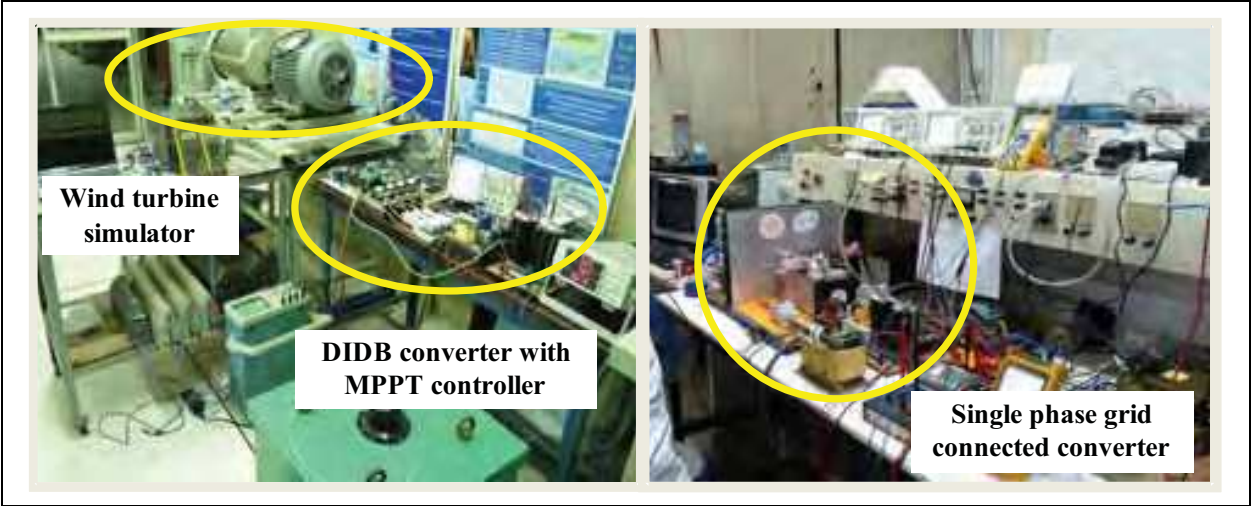 Wind turbine
simulator
DIDB converter with
MPPT controller
Single phase grid
connected converter